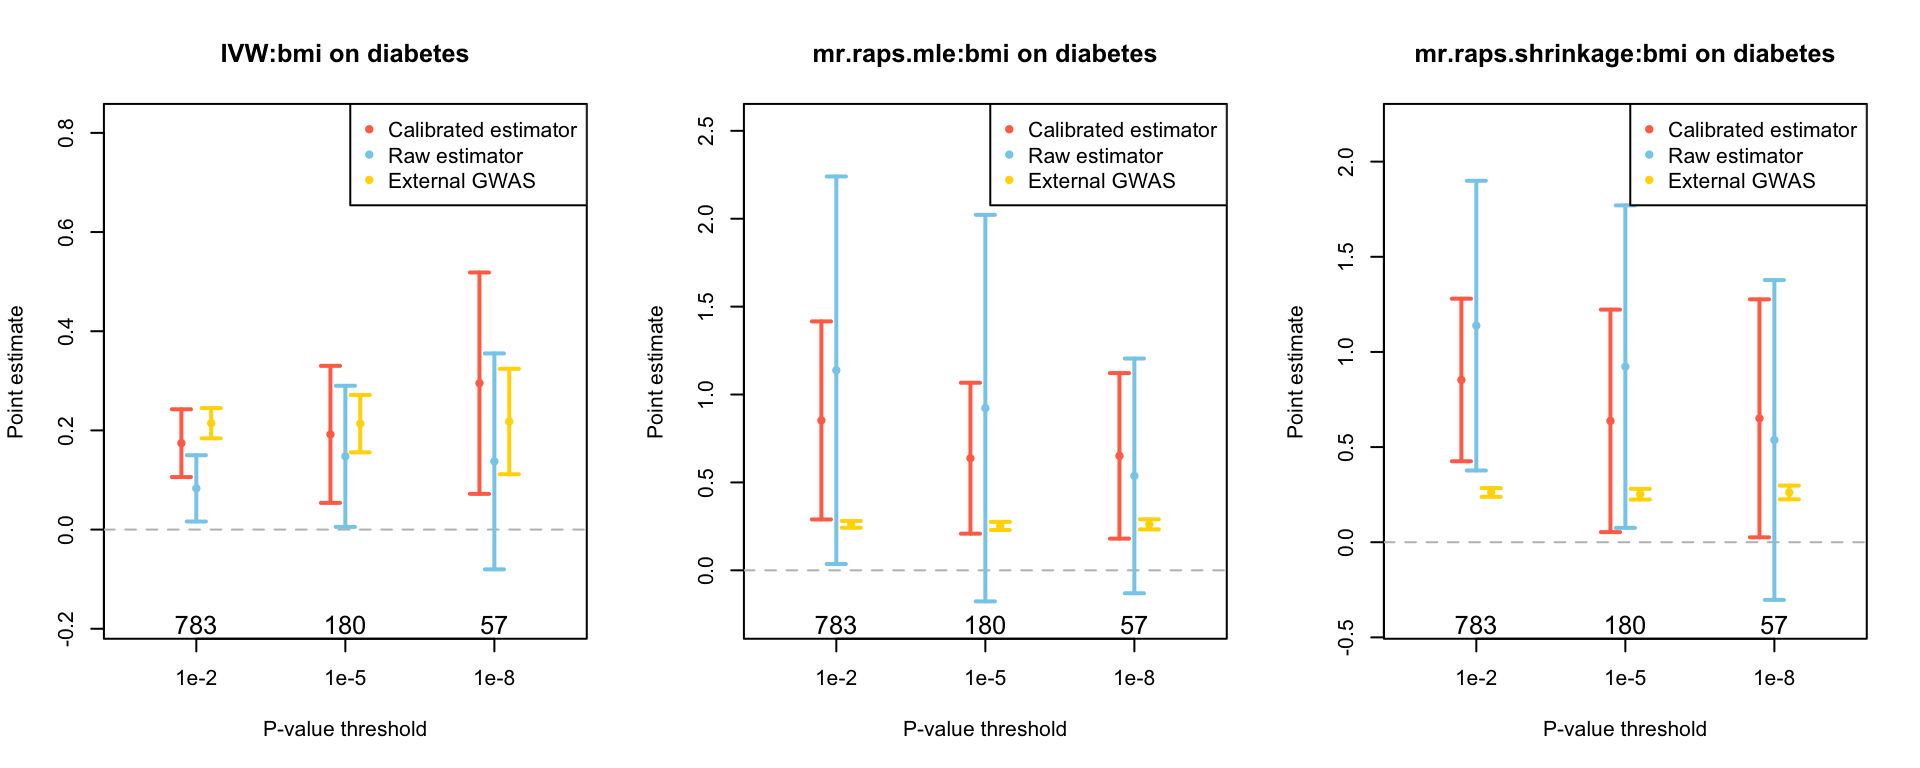 IVW:bmi on diabetes
Calibrated estimator
Raw estimator
External GWAS
Point estimate
0.8
0.6
0.4
0.2
0.0
-0.2
783
180
57
1e-2
1e-5
1e-8
P-value threshold
mr.raps.mle:bmi on diabetes
Calibrated estimator
Raw estimator
External GWAS
Point estimate
2.5
2.0
1.5
1.0
0.5
0.0
783
180
57
1e-2
1e-5
1e-8
P-value threshold
mr.raps.shrinkage:bmi on diabetes
Calibrated estimator
Raw estimator
External GWAS
Point estimate
2.0
1.5
1.0
0.5
0.0
-0.5
783
180
57
1e-2
1e-5
1e-8
P-value threshold